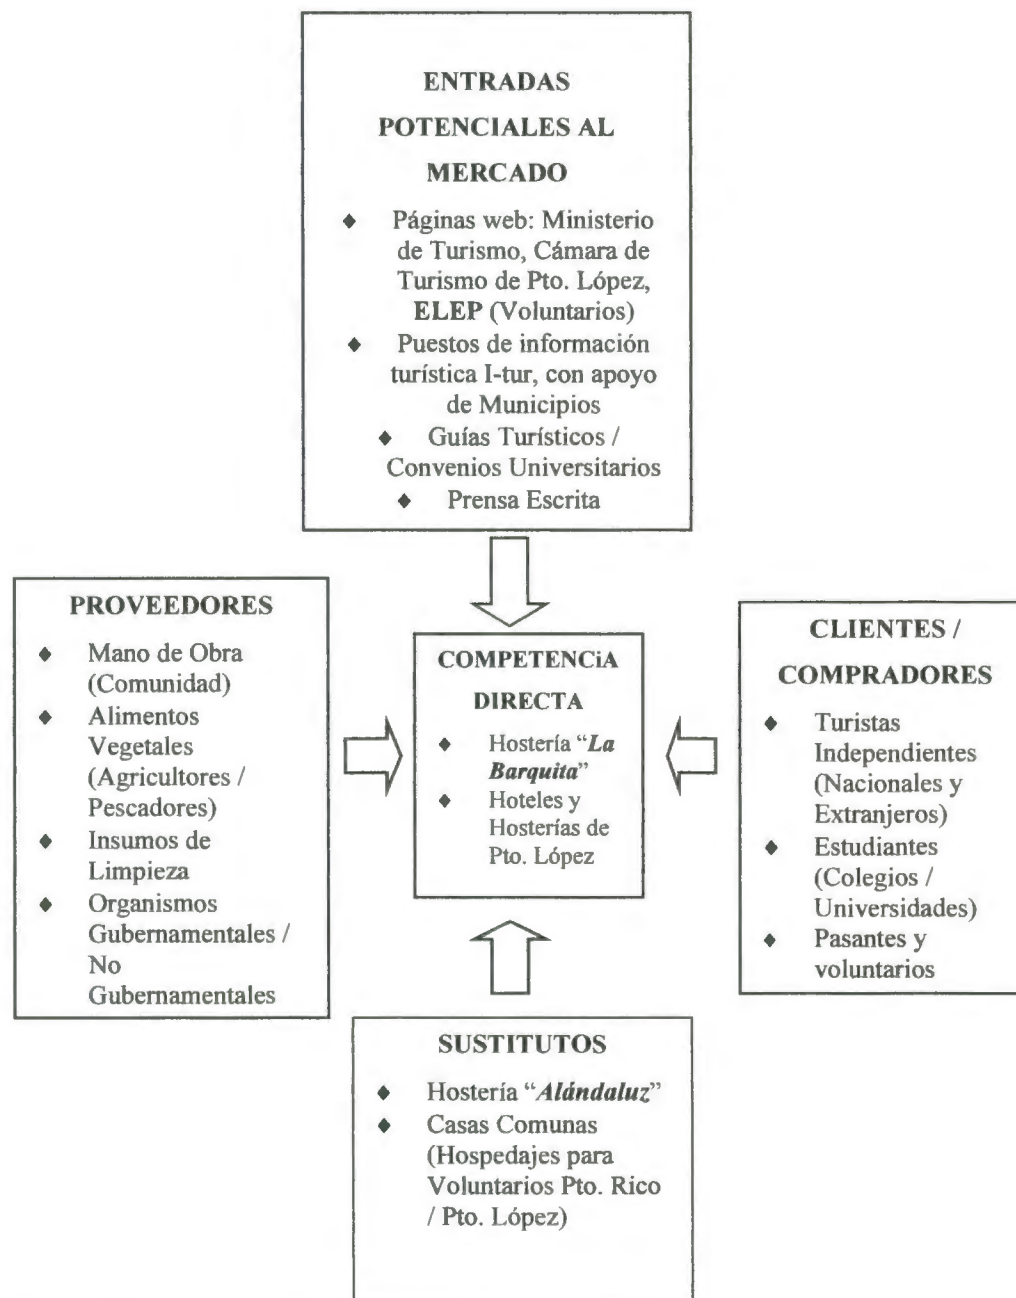 ENTRADAS
POTENCIALES AL
MERCADO
♦ Páginas web: Ministerio
de Turismo, Cámara de
Turismo de Pto. López,
ELEP (Voluntarios)
♦ Puestos de información
turística I-tur, con apoyo
de Municipios
♦ Guías Turísticos /
Convenios Universitarios
♦ Prensa Escrita
PROVEEDORES
♦ Mano de Obra
(Comunidad)
♦ Alimentos
Vegetales
(Agricultores /
Pescadores)
♦ Insumos de
Limpieza
♦ Organismos
Gubernamentales /
No
Gubernamentales
COMPETENCiA
DIRECTA
♦ Hostería “La
Barquita”
♦ Hoteles y
Hosterías de
Pto. López
CLIENTES /
COMPRADORES
♦ Turistas
Independientes
(Nacionales y
Extranjeros)
♦ Estudiantes
(Colegios /
Universidades)
♦ Pasantes y
voluntarios
SUSTITUTOS
♦ Hostería “Alándaluz”
♦ Casas Comunas
(Hospedajes para
Voluntarios Pto. Rico
/ Pto. López)